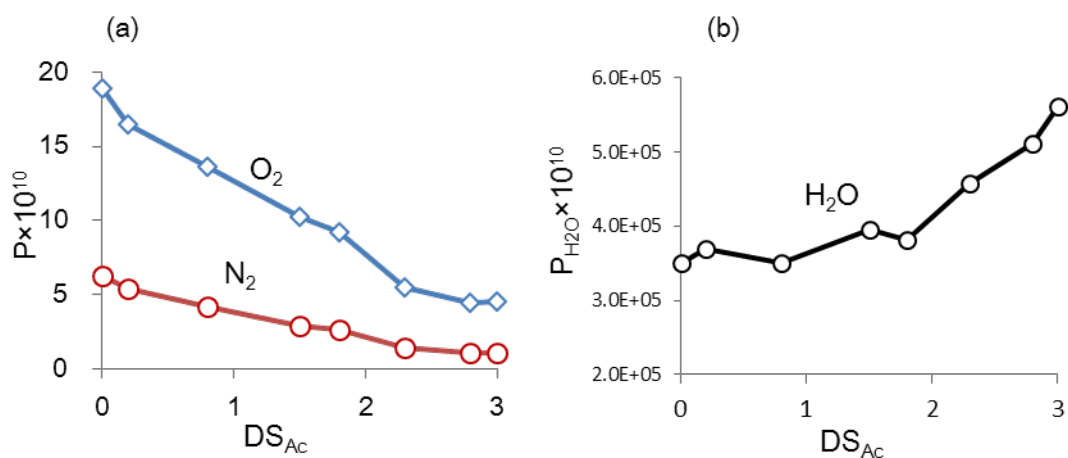 (a)
20
15
10
5
0
P×10¹⁰
O₂
N₂
0 1 2 3
DS_Ac
(b)
6.0E+05
5.0E+05
4.0E+05
3.0E+05
2.0E+05
P_H2O×10¹⁰
H₂O
0 1 2 3
DS_Ac